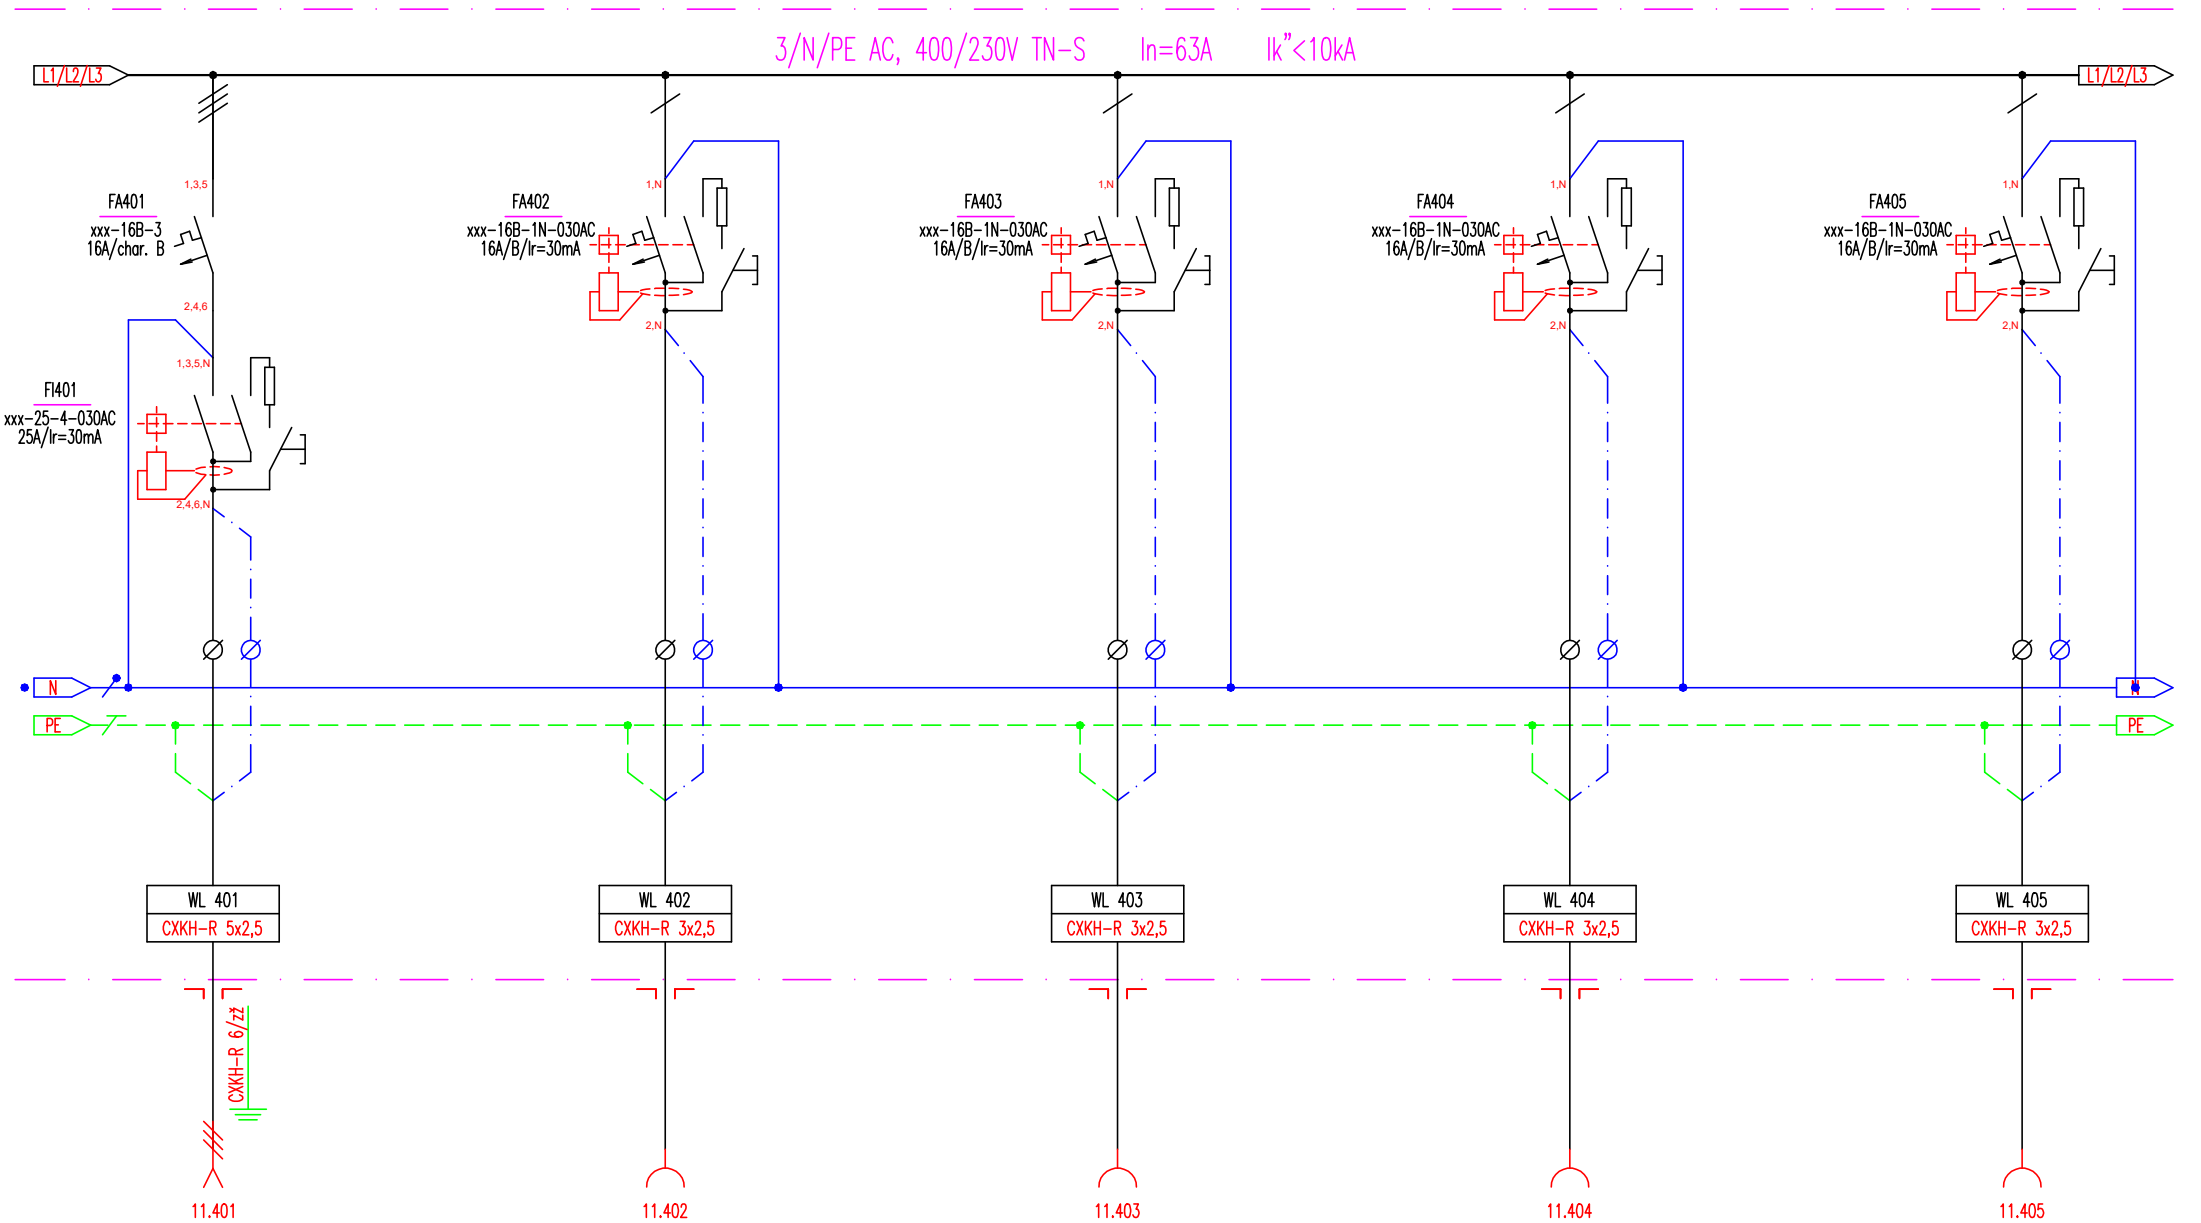 3/N/PE AC, 400/230V TN-S In=63A Ik"<10kA
L1/L2/L3
L1/L2/L3
1,3,5
FA401
xxx-16B-3
16A/char. B
2,4,6
1,3,5,N
FI401
xxx-25-4-030AC
25A/Ir=30mA
2,4,6,N
1,N
FA402
xxx-16B-1N-030AC
16A/B/Ir=30mA
2,N
1,N
FA403
xxx-16B-1N-030AC
16A/B/Ir=30mA
2,N
1,N
FA404
xxx-16B-1N-030AC
16A/B/Ir=30mA
2,N
1,N
FA405
xxx-16B-1N-030AC
16A/B/Ir=30mA
2,N
N
N
PE
PE
WL 401
CXKH-R 5x2,5
WL 402
CXKH-R 3x2,5
WL 403
CXKH-R 3x2,5
WL 404
CXKH-R 3x2,5
WL 405
CXKH-R 3x2,5
CXKH-R 6/zž
11.401
11.402
11.403
11.404
11.405